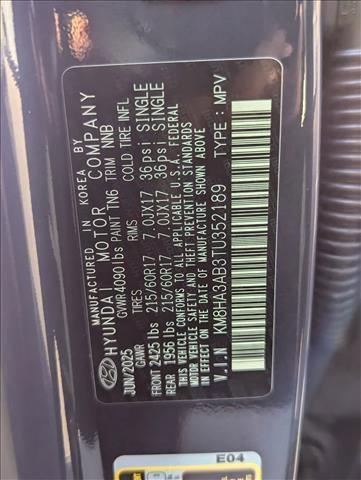 MANUFACTURED IN KOREA BY
HYUNDAI MOTOR COMPANY
GVWR 4090 lbs PAINT TN6 TRIM NNB
JUN/2025
GAWR TIRES RIMS COLD TIRE INFL
FRONT 2425 lbs 215/60R17 7.0JX17 36psi SINGLE
REAR 1956 lbs 215/60R17 7.0JX17 36psi SINGLE
THIS VEHICLE CONFORMS TO ALL APPLICABLE U.S.A. FEDERAL
MOTOR VEHICLE SAFETY AND THEFT PREVENTION STANDARDS
IN EFFECT ON THE DATE OF MANUFACTURE SHOWN ABOVE.
V.I.N KM8HA3AB3TU352189 TYPE : MPV
E04